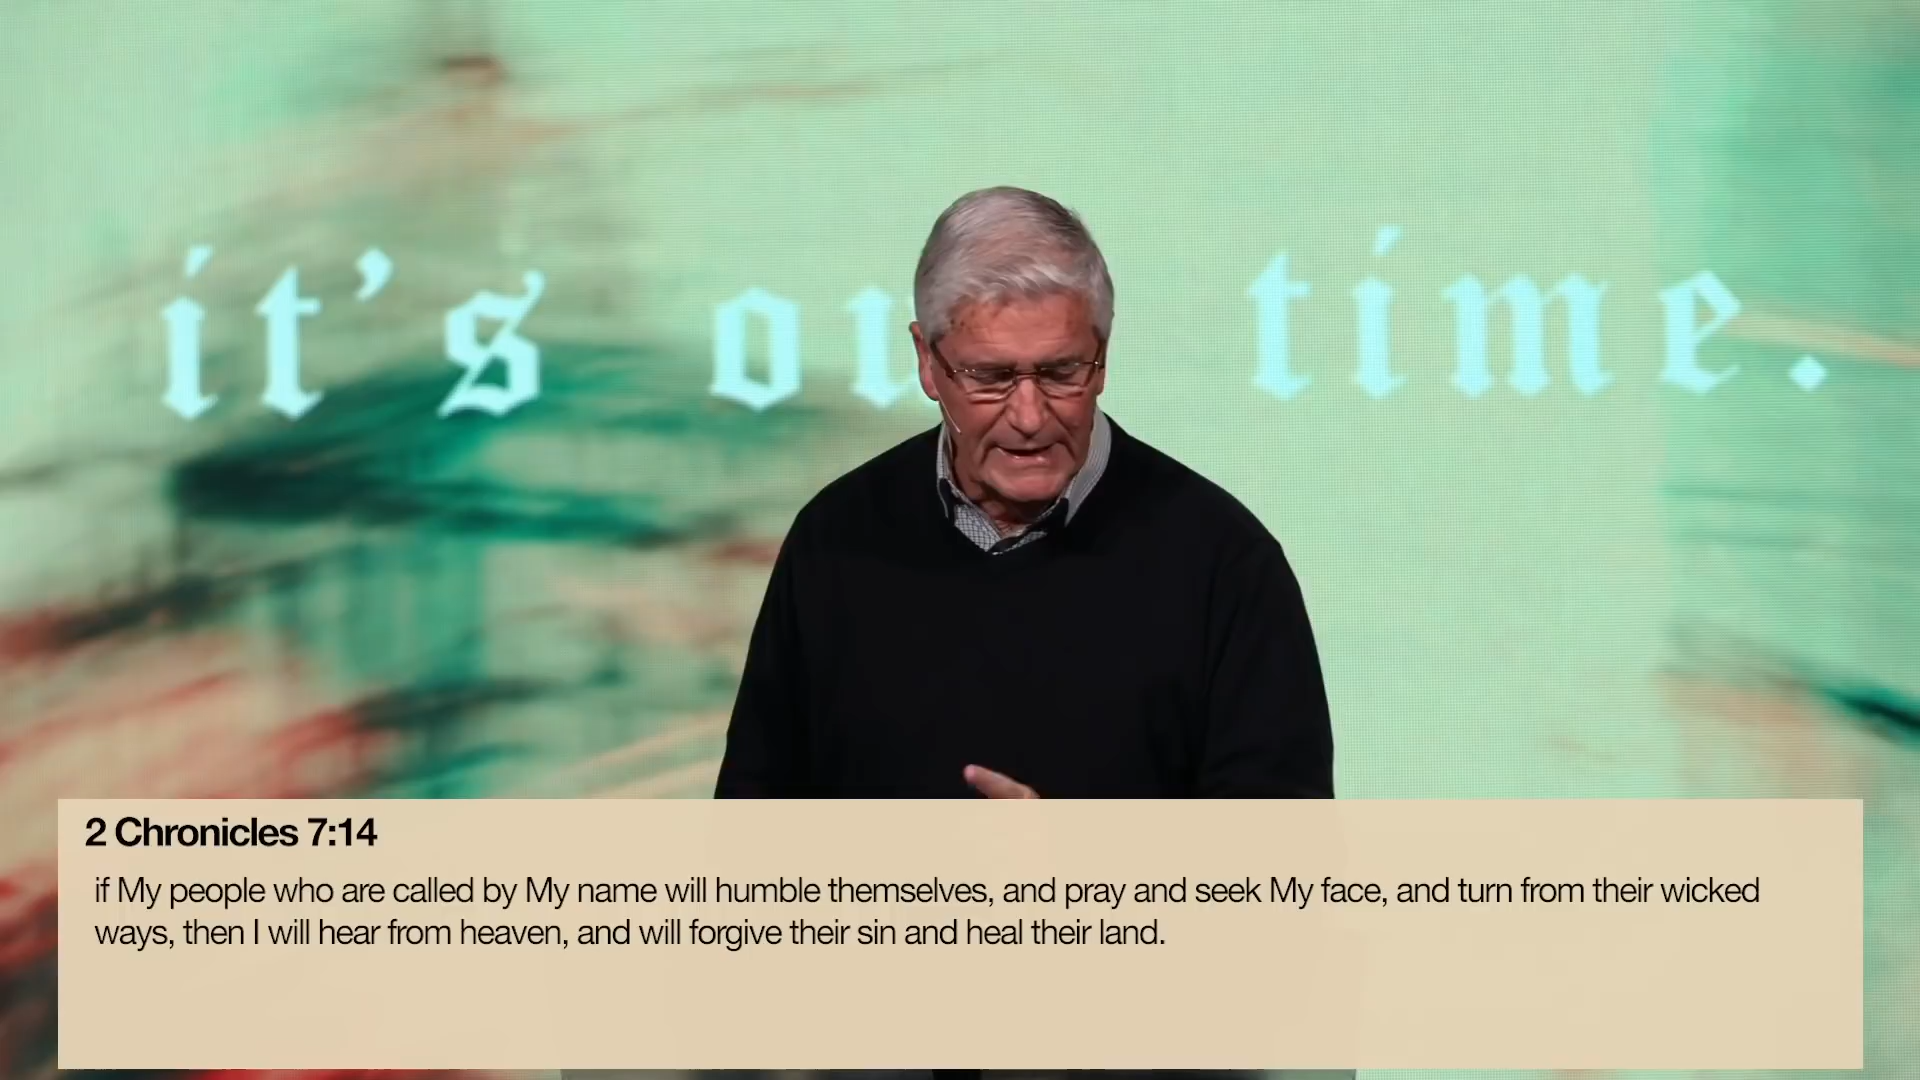 it's ou time.
2 Chronicles 7:14
if My people who are called by My name will humble themselves, and pray and seek My face, and turn from their wicked
ways, then I will hear from heaven, and will forgive their sin and heal their land.